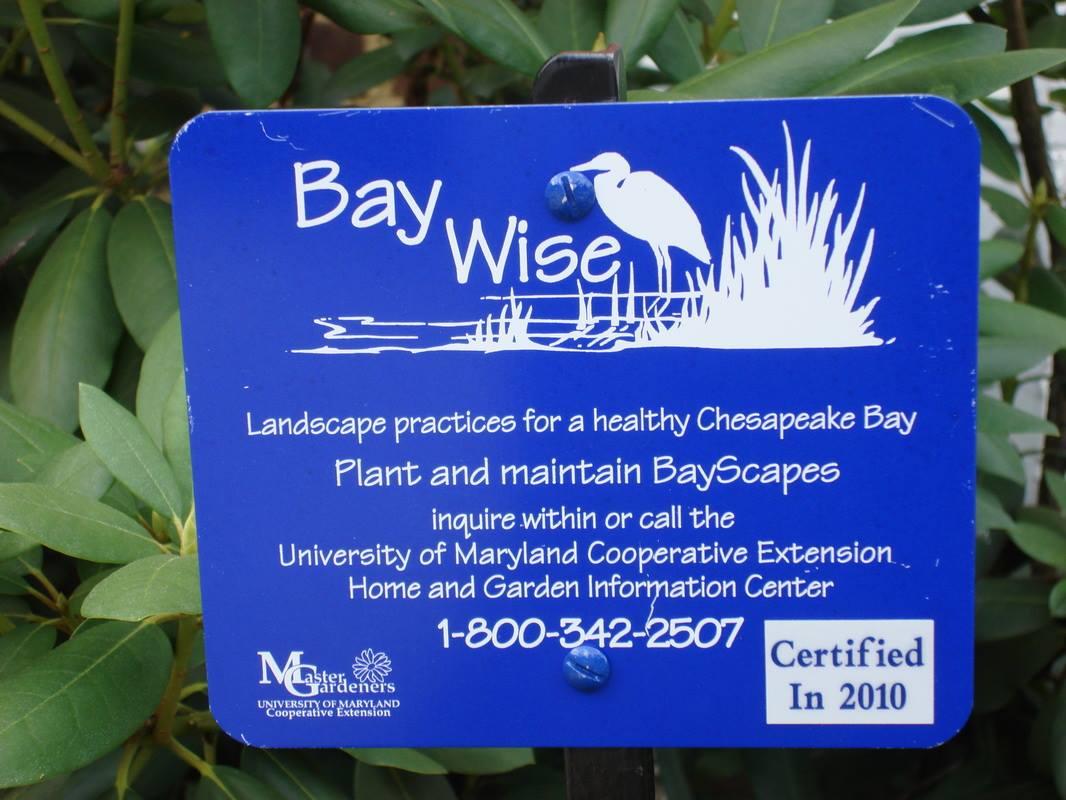 Bay
Wise
Landscape practices for a healthy Chesapeake Bay
Plant and maintain BayScapes
inquire within or call the
University of Maryland Cooperative Extension
Home and Garden Information Center
1-800-342-2507
Master
Gardeners
UNIVERSITY OF MARYLAND
Cooperative Extension
Certified
In 2010